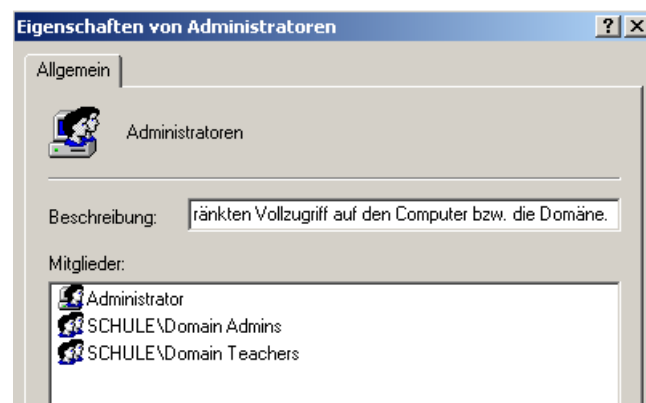 Eigenschaften von Administratoren
Allgemein
Administratoren
Beschreibung: ränkten Vollzugriff auf den Computer bzw. die Domäne.
Mitglieder:
Administrator
SCHULE\Domain Admins
SCHULE\Domain Teachers